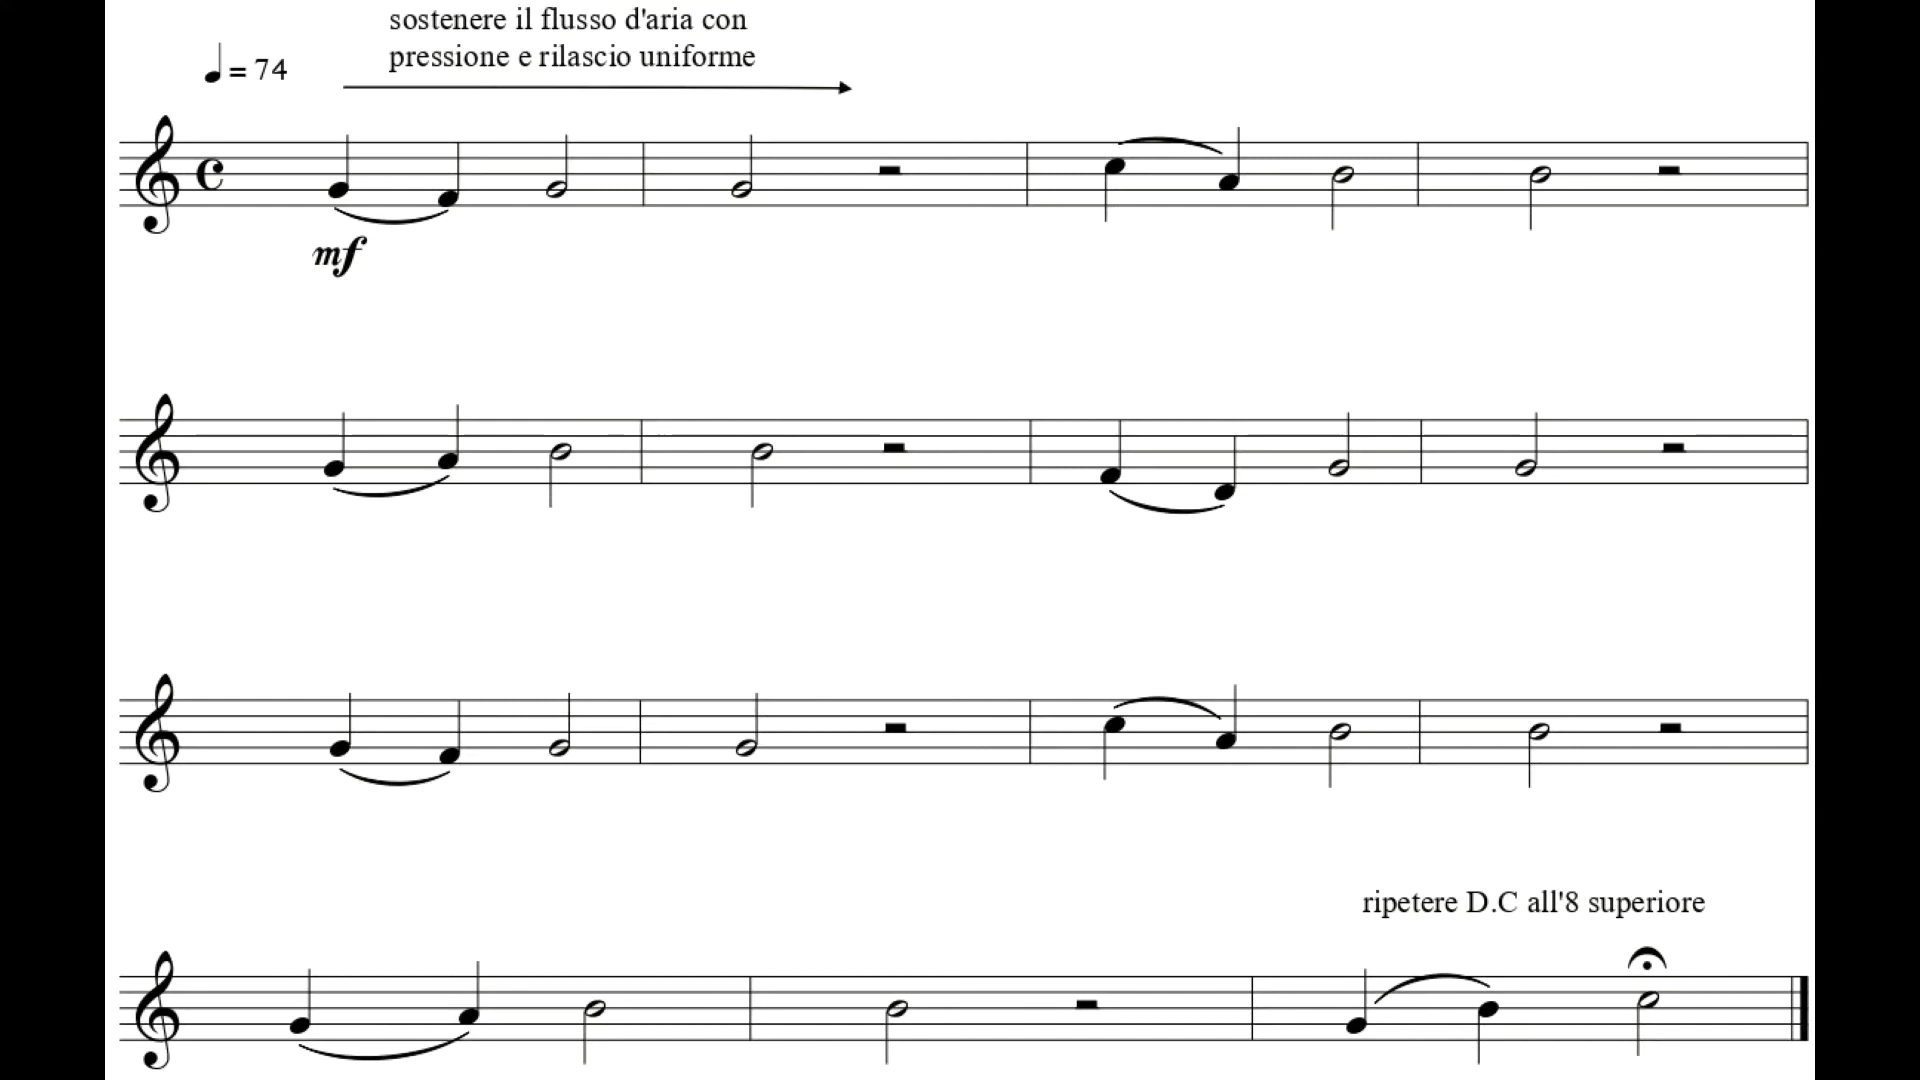 sostenere il flusso d'aria con
pressione e rilascio uniforme
= 74
mf
ripetere D.C all'8 superiore